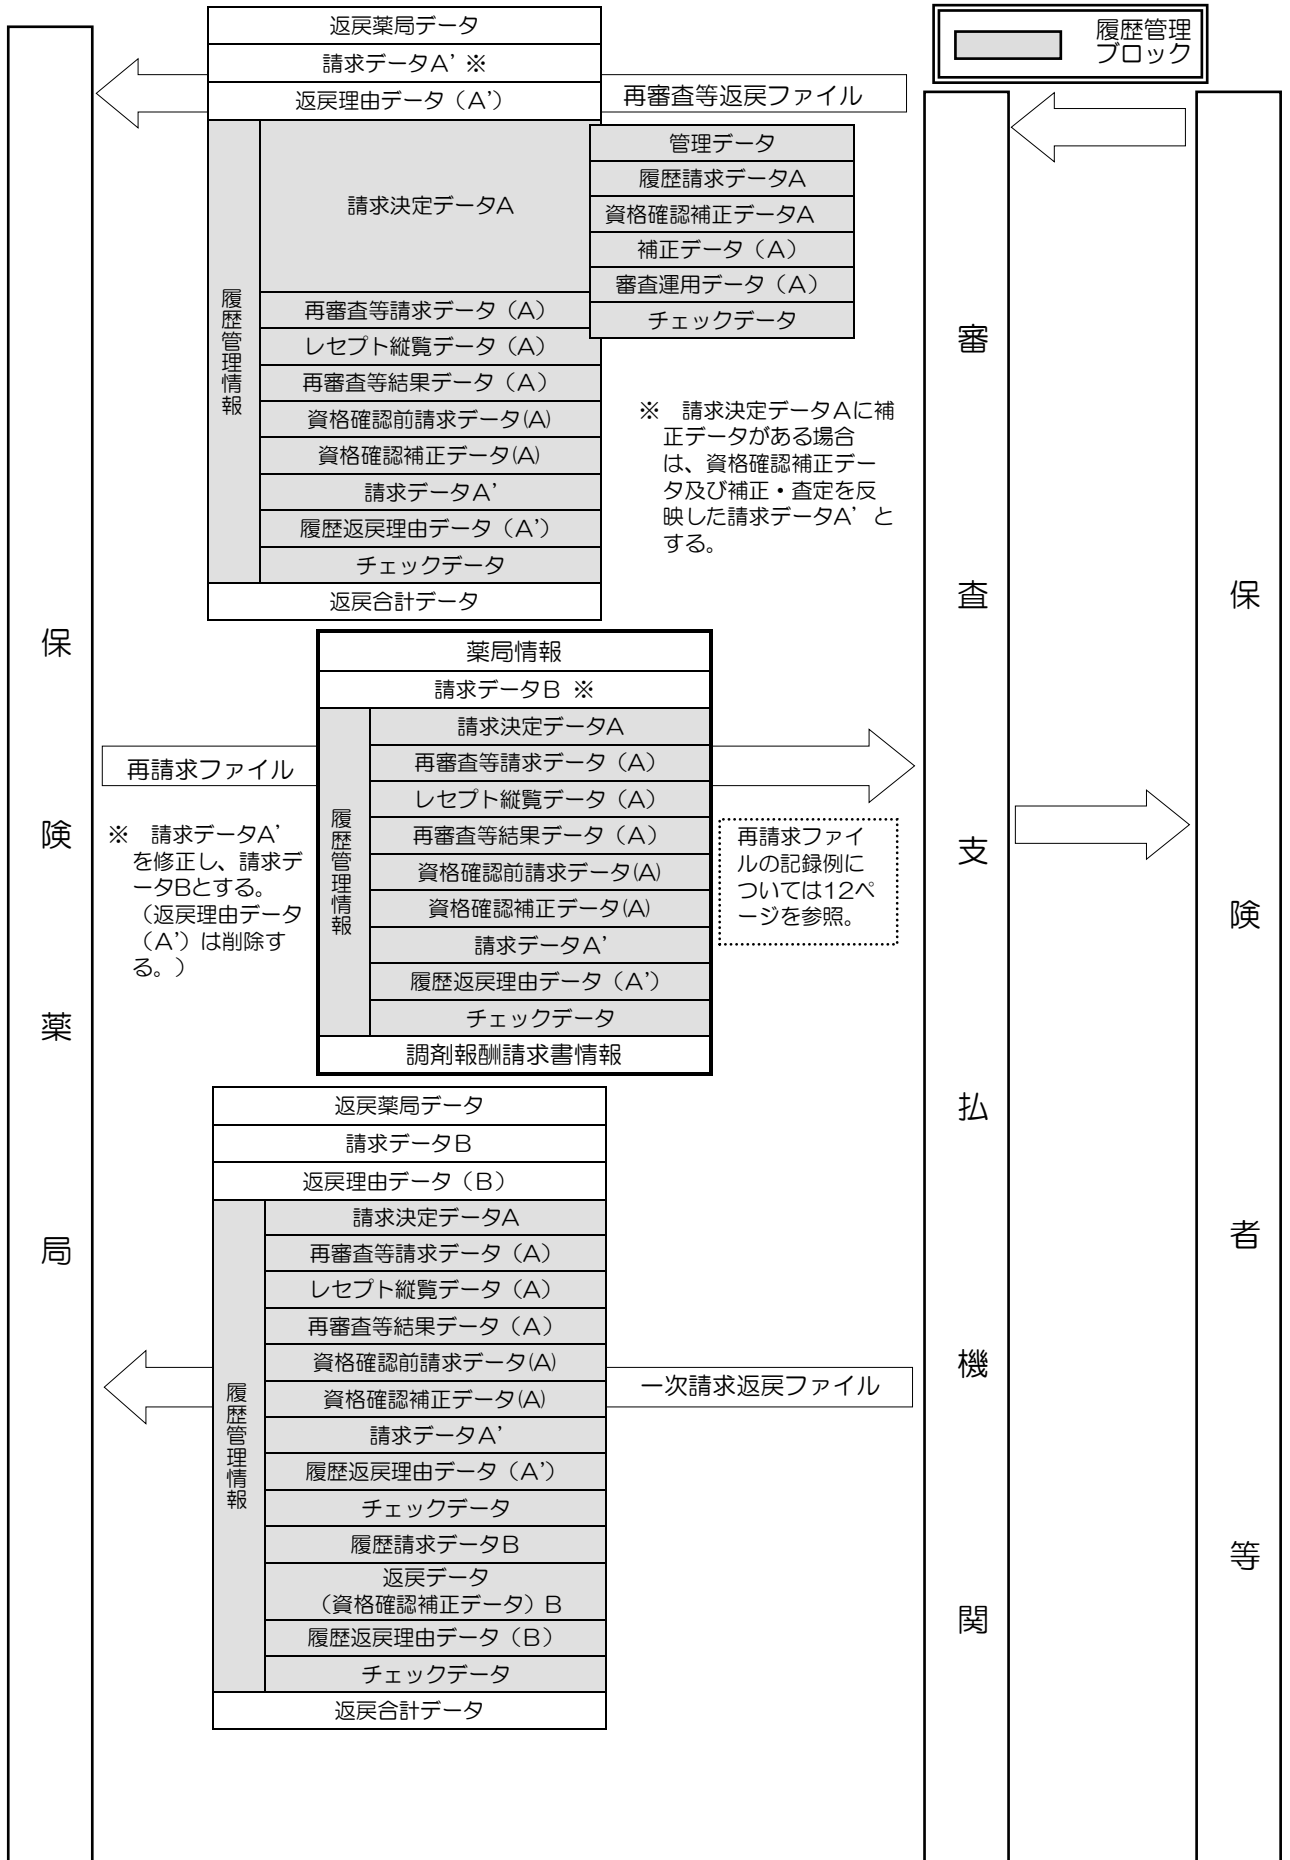 履歴管理
ブロック
保険薬局
審査支払機関
保険者等
返戻薬局データ
請求データA’ ※
返戻理由データ（A’）
再審査等返戻ファイル
履歴管理情報
請求決定データA
管理データ
履歴請求データA
資格確認補正データA
補正データ（A）
審査運用データ（A）
チェックデータ
再審査等請求データ（A）
レセプト縦覧データ（A）
再審査等結果データ（A）
資格確認前請求データ(A)
資格確認補正データ(A)
請求データA’
履歴返戻理由データ（A’）
チェックデータ
返戻合計データ
※　請求決定データAに補
正データがある場合
は、資格確認補正デー
タ及び補正・査定を反
映した請求データA’と
する。
薬局情報
請求データB ※
再請求ファイル
履歴管理情報
請求決定データA
再審査等請求データ（A）
レセプト縦覧データ（A）
再審査等結果データ（A）
資格確認前請求データ(A)
資格確認補正データ(A)
請求データA’
履歴返戻理由データ（A’）
チェックデータ
調剤報酬請求書情報
※　請求データA’
を修正し、請求デ
ータBとする。
（返戻理由データ
（A’）は削除す
る。）
再請求ファイ
ルの記録例に
ついては12ペ
ージを参照。
返戻薬局データ
請求データB
返戻理由データ（B）
履歴管理情報
請求決定データA
再審査等請求データ（A）
レセプト縦覧データ（A）
再審査等結果データ（A）
資格確認前請求データ(A)
資格確認補正データ(A)
請求データA’
履歴返戻理由データ（A’）
チェックデータ
履歴請求データB
返戻データ
（資格確認補正データ）B
履歴返戻理由データ（B）
チェックデータ
返戻合計データ
一次請求返戻ファイル